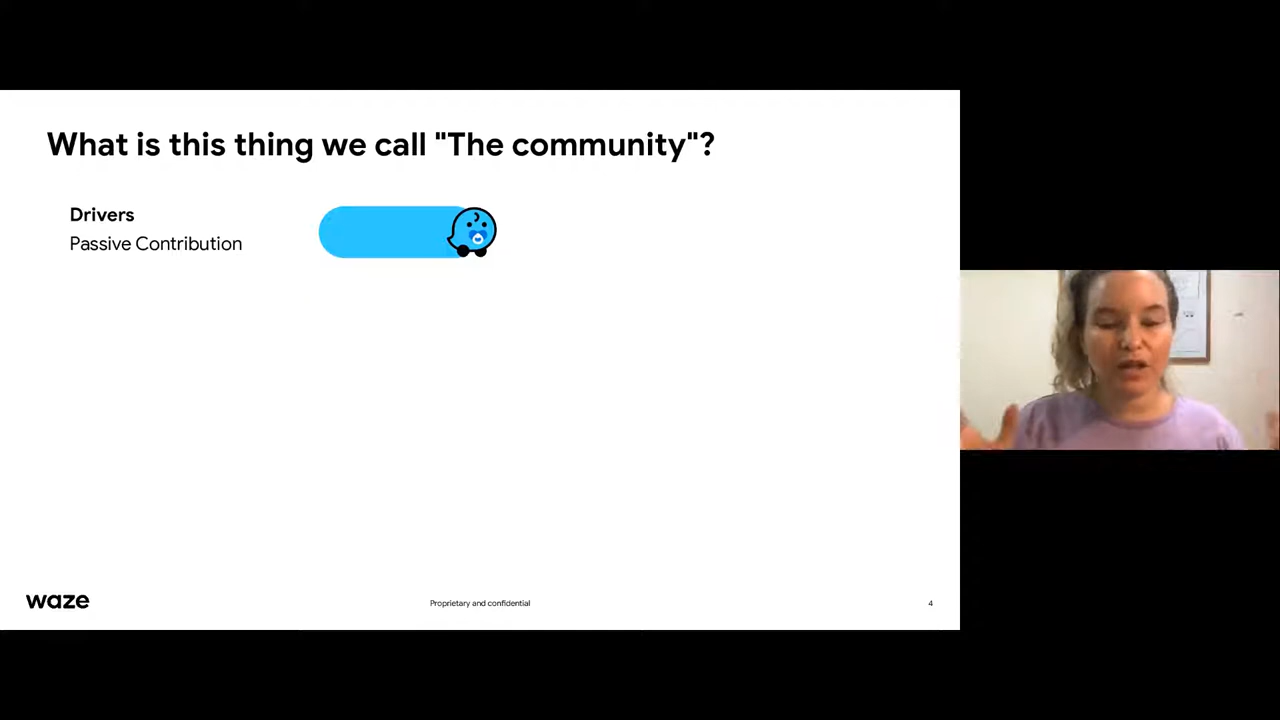 What is this thing we call "The community"?
Drivers
Passive Contribution
waze
Proprietary and confidential
4